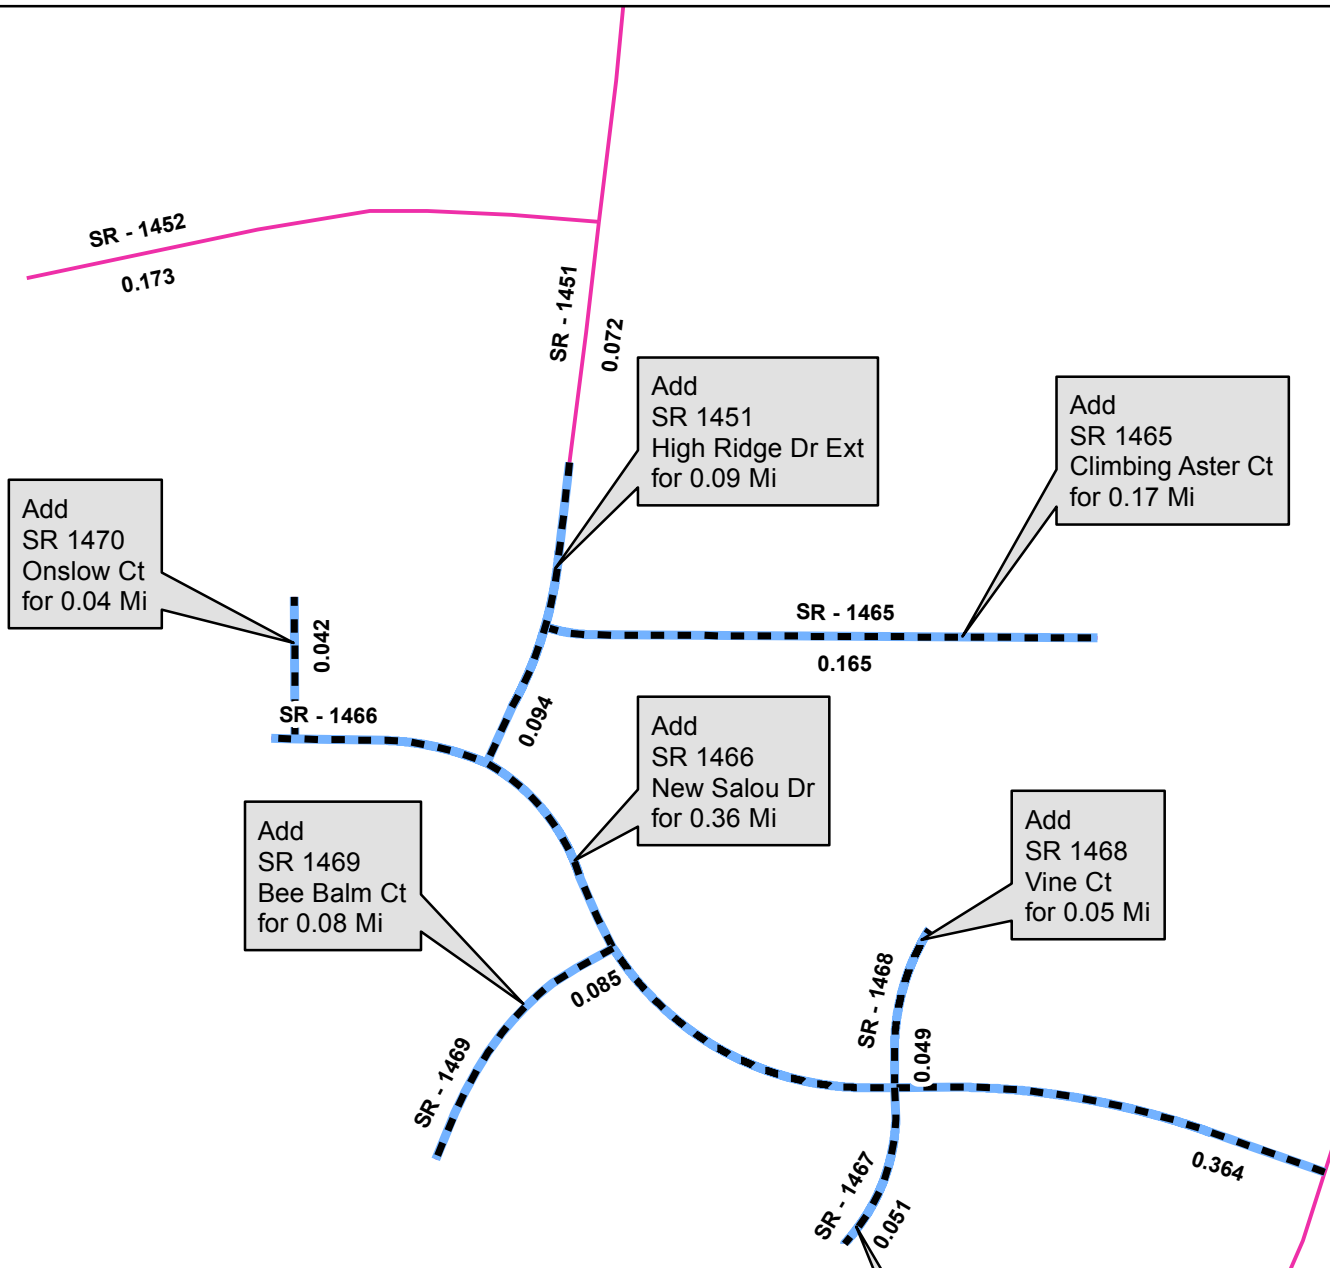 SR - 1452
0.173
SR - 1451
0.072
Add
SR 1451
High Ridge Dr Ext
for 0.09 Mi
Add
SR 1465
Climbing Aster Ct
for 0.17 Mi
Add
SR 1470
Onslow Ct
for 0.04 Mi
0.042
SR - 1465
0.165
SR - 1466
0.094
Add
SR 1466
New Salou Dr
for 0.36 Mi
Add
SR 1469
Bee Balm Ct
for 0.08 Mi
Add
SR 1468
Vine Ct
for 0.05 Mi
0.085
SR - 1469
SR - 1468
0.049
SR - 1467
0.051
0.364